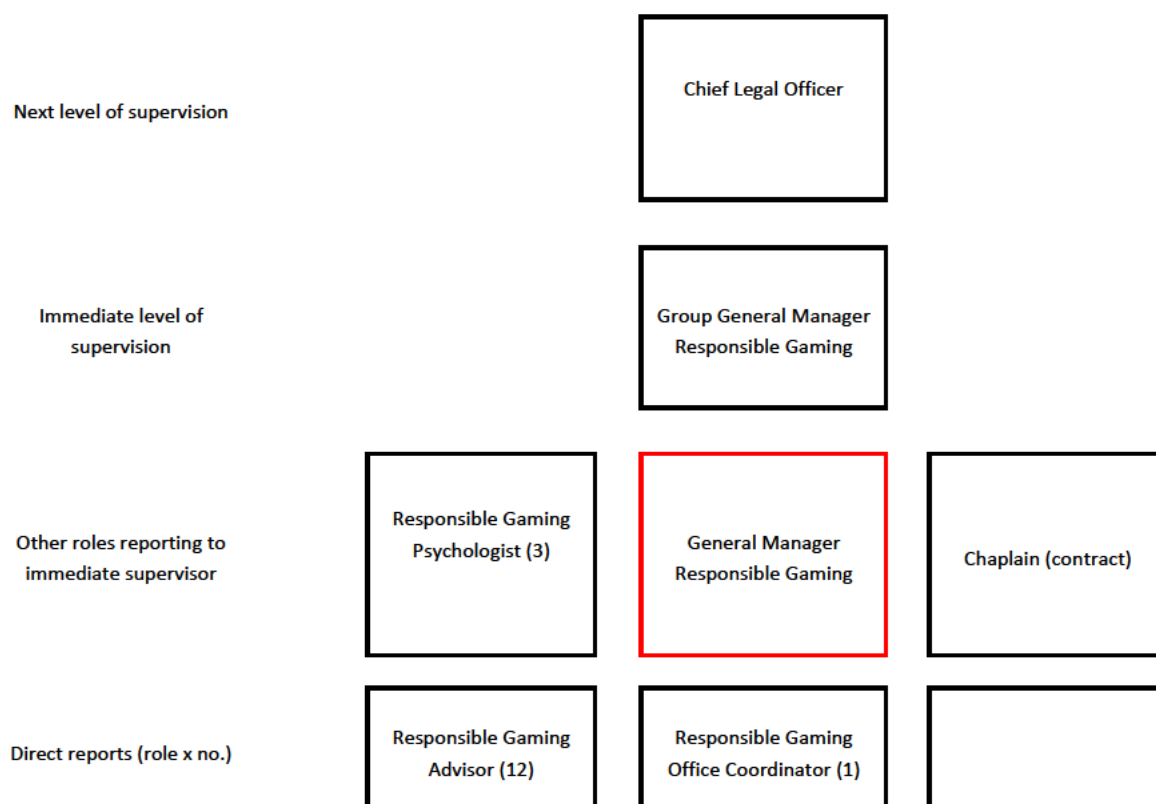 Next level of supervision
Chief Legal Officer
Immediate level of
supervision
Group General Manager
Responsible Gaming
Other roles reporting to
immediate supervisor
Responsible Gaming
Psychologist (3)
General Manager
Responsible Gaming
Chaplain (contract)
Direct reports (role x no.)
Responsible Gaming
Advisor (12)
Responsible Gaming
Office Coordinator (1)